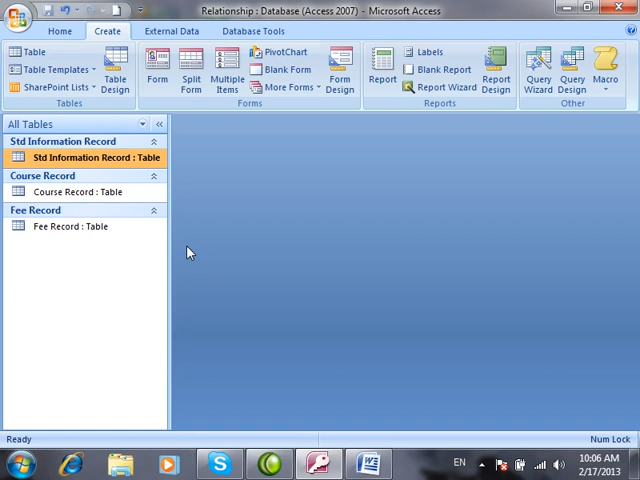 Relationship : Database (Access 2007) - Microsoft Access
Home Create External Data Database Tools
Table
Table Templates
SharePoint Lists
Table Design
Tables
Form
Split Form
Multiple Items
PivotChart
Blank Form
More Forms
Form Design
Forms
Report
Labels
Blank Report
Report Wizard
Report Design
Reports
Query Wizard
Query Design
Macro
Other
All Tables
Std Information Record
Std Information Record : Table
Course Record
Course Record : Table
Fee Record
Fee Record : Table
Ready
Num Lock
EN
10:06 AM
2/17/2013